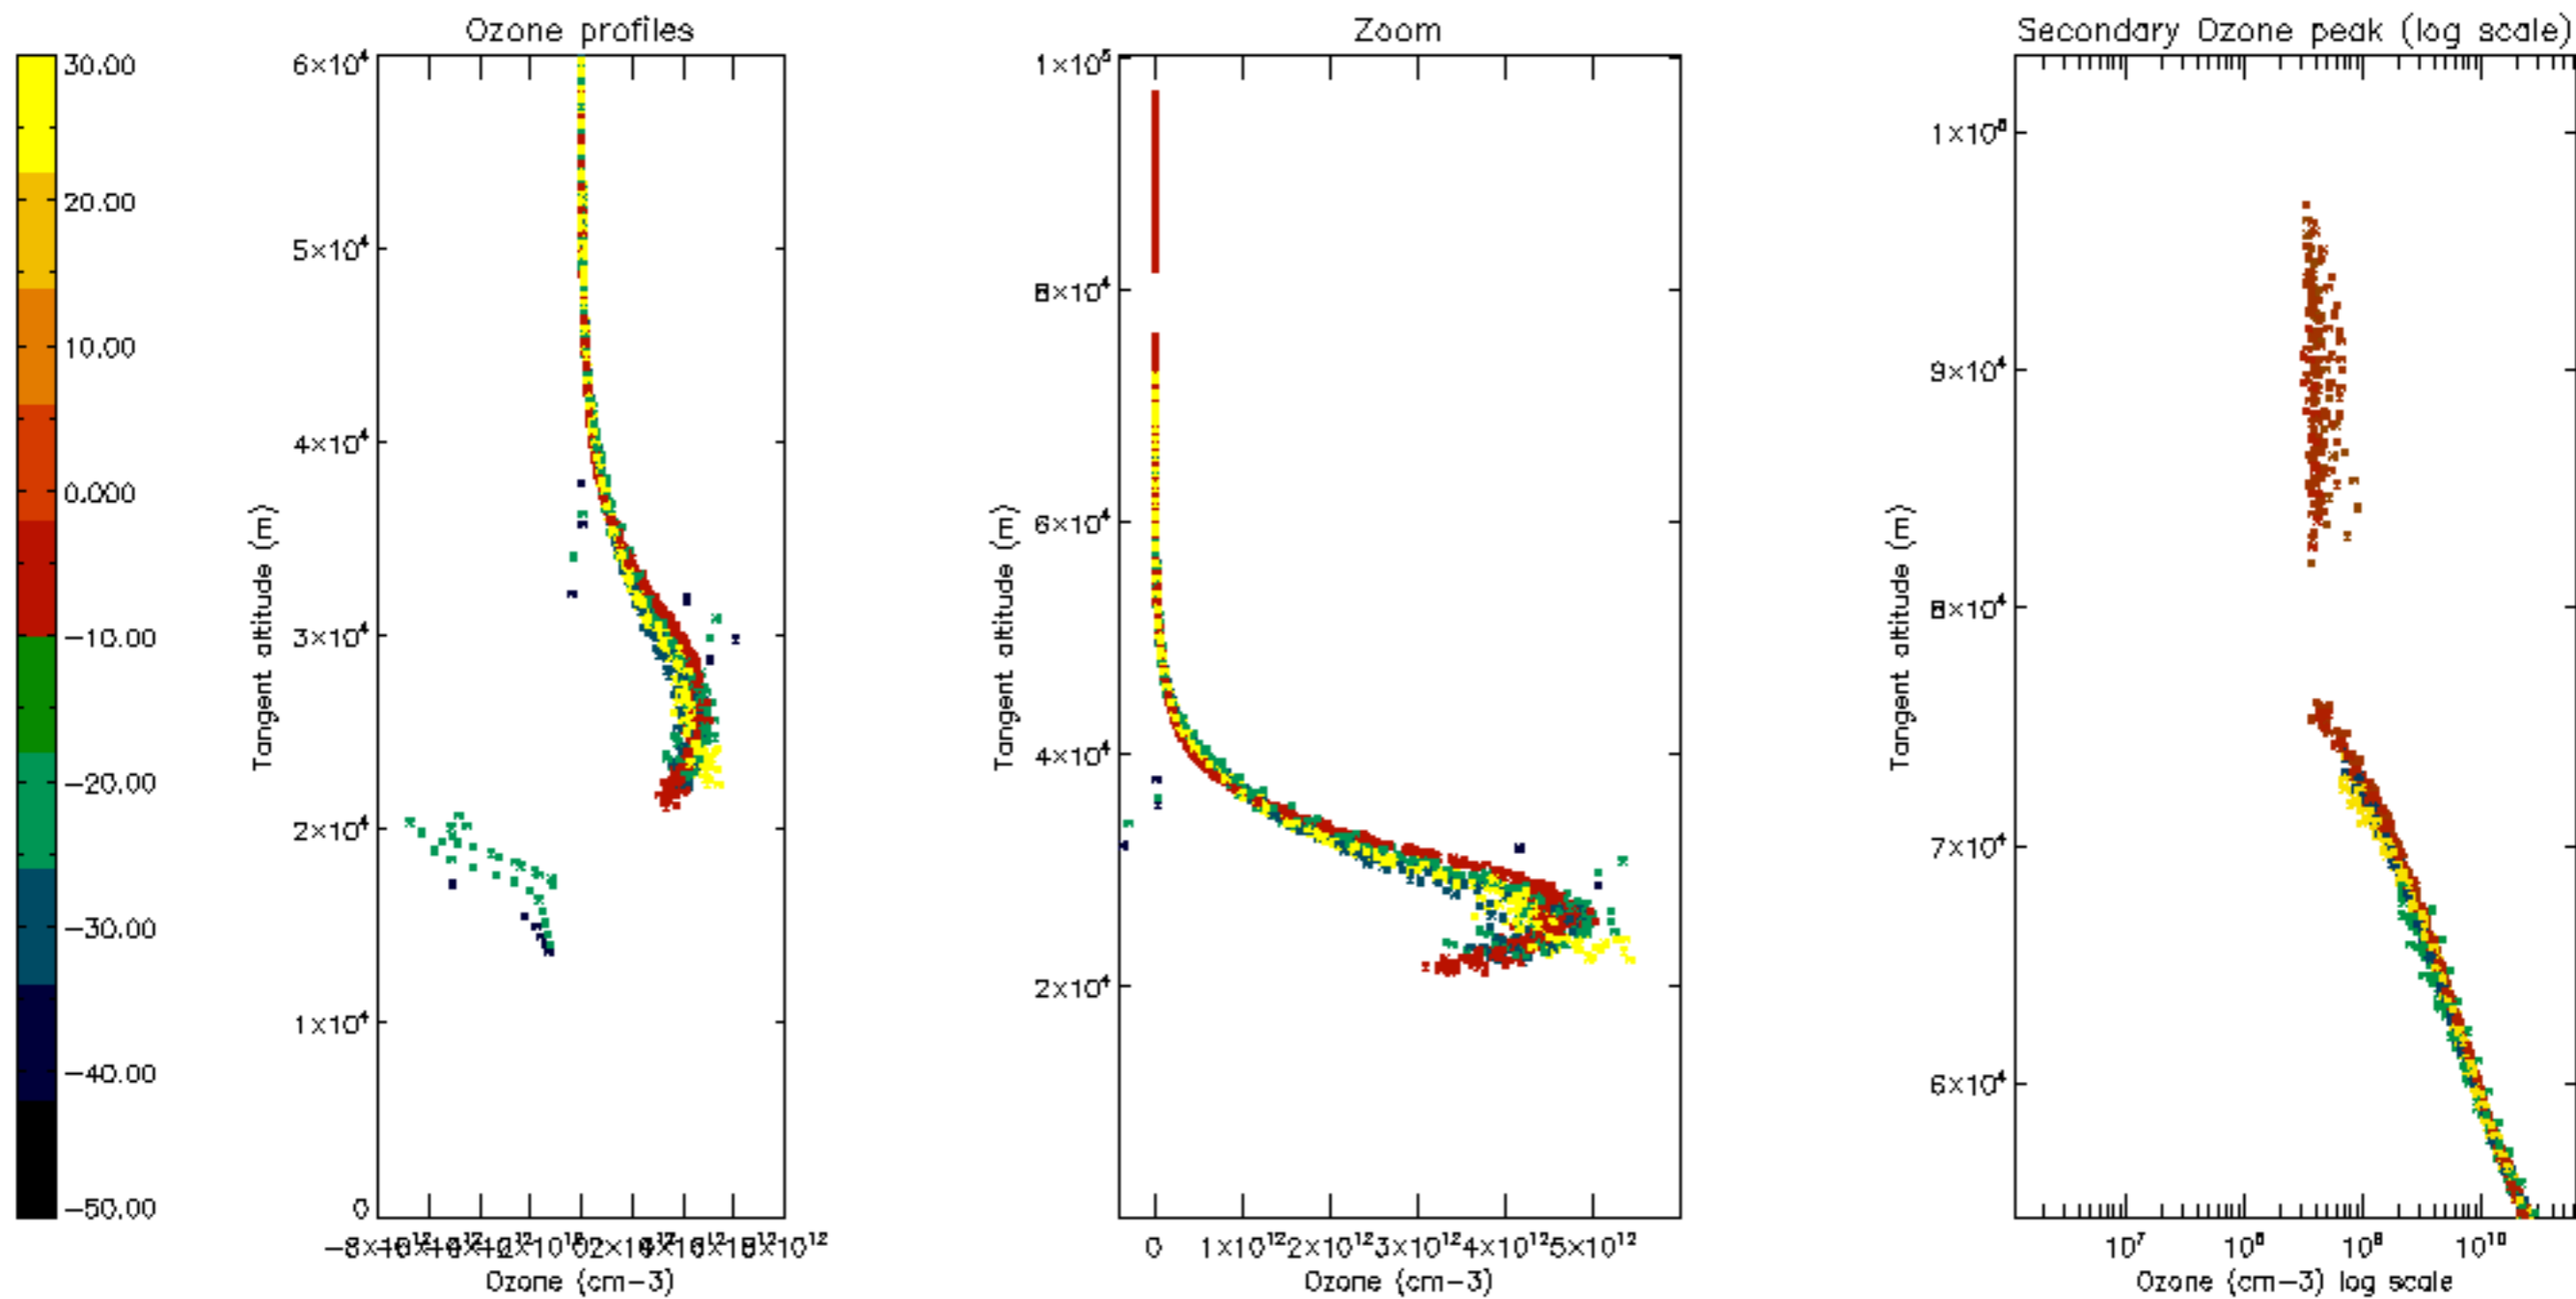 Ozone profiles
Zoom
Secondary Ozone peak (log scale)
30.00
20.00
10.00
0.000
−10.00
−20.00
−30.00
−40.00
−50.00
6×10⁴
5×10⁴
4×10⁴
3×10⁴
2×10⁴
1×10⁴
0
Tangent altitude (m)
Ozone (cm−3)
1×10⁵
8×10⁴
6×10⁴
4×10⁴
2×10⁴
Tangent altitude (m)
0 1×10¹² 2×10¹² 3×10¹² 4×10¹² 5×10¹²
Ozone (cm−3)
9×10⁴
8×10⁴
7×10⁴
6×10⁴
Tangent altitude (m)
10⁷ 10⁸ 10⁹ 10¹⁰
Ozone (cm−3) log scale